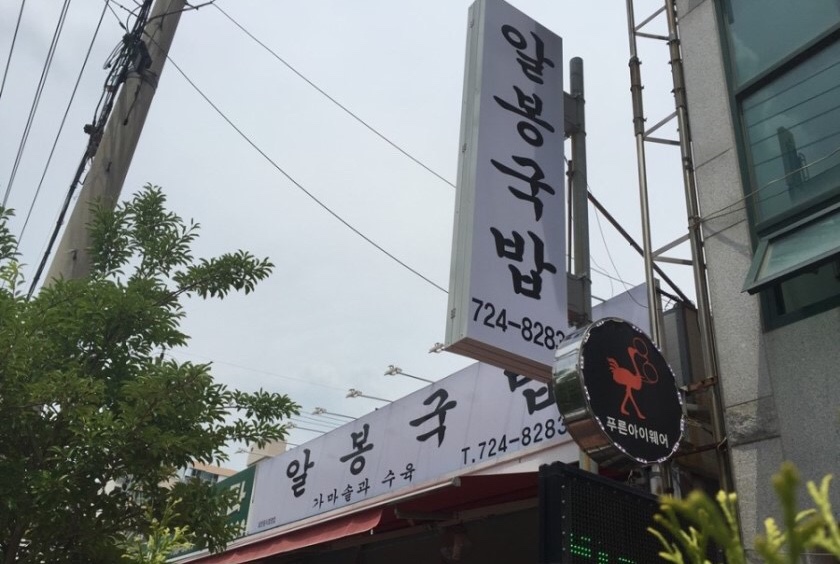 알봉국밥
724-8283
푸른아이웨어
알봉국밥
가마솥과 수육
T.724-8283